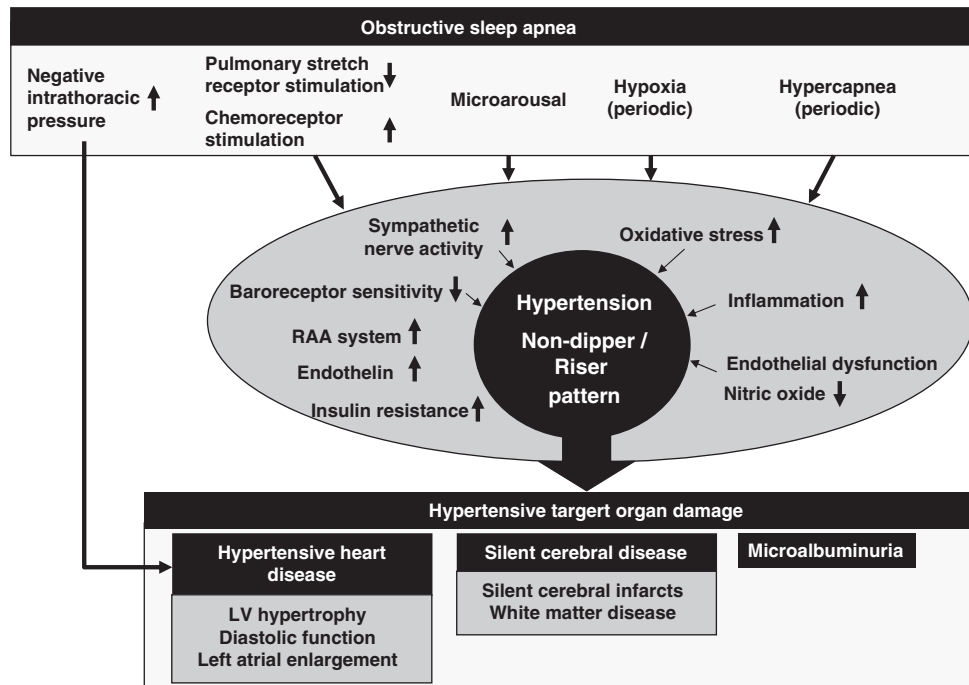 Obstructive sleep apnea
Negative
intrathoracic
pressure
Pulmonary stretch
receptor stimulation
Chemoreceptor
stimulation
Microarousal
Hypoxia
(periodic)
Hypercapnea
(periodic)
Sympathetic
nerve activity
Baroreceptor sensitivity
RAA system
Endothelin
Insulin resistance
Hypertension
Non-dipper /
Riser
pattern
Oxidative stress
Inflammation
Endothelial dysfunction
Nitric oxide
Hypertensive targert organ damage
Hypertensive heart
disease
LV hypertrophy
Diastolic function
Left atrial enlargement
Silent cerebral disease
Silent cerebral infarcts
White matter disease
Microalbuminuria